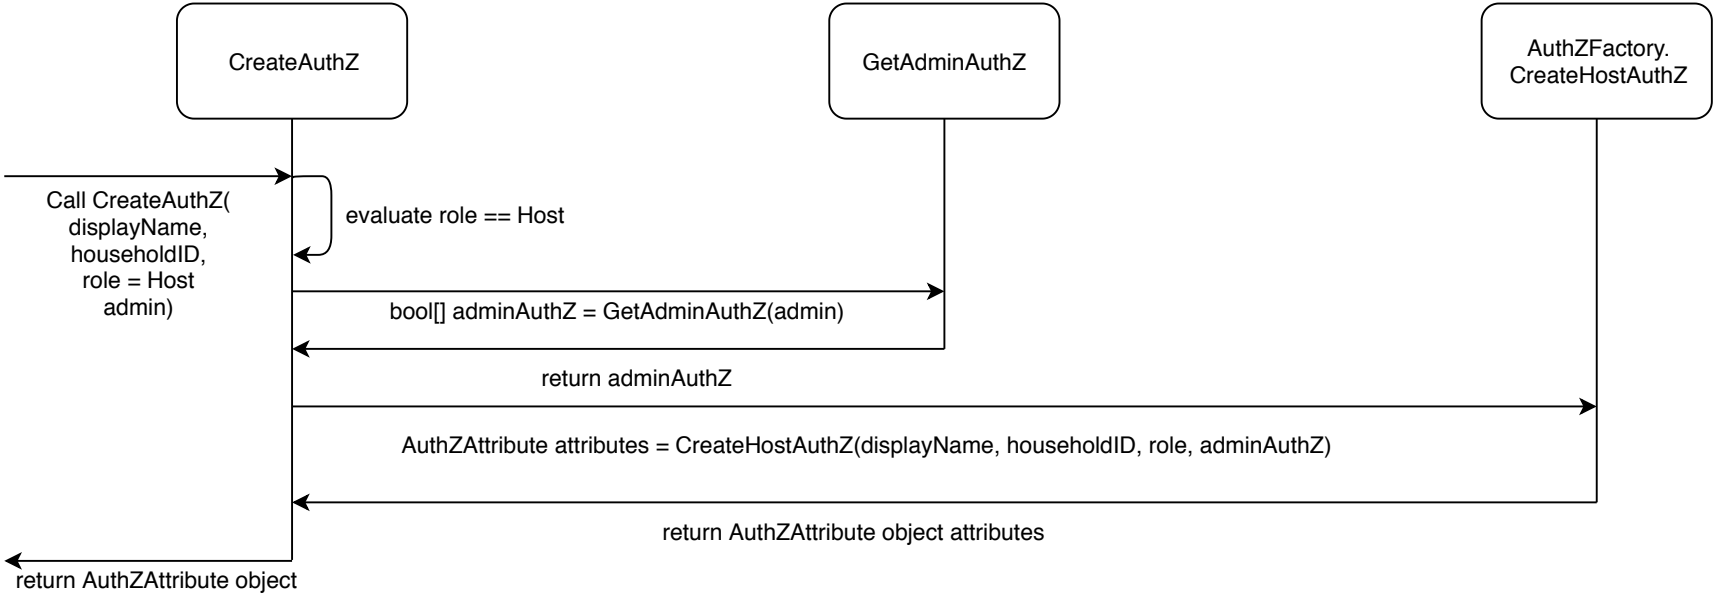 CreateAuthZ
GetAdminAuthZ
AuthZFactory.
CreateHostAuthZ
Call CreateAuthZ(
displayName,
householdID,
role = Host
admin)
evaluate role == Host
bool[] adminAuthZ = GetAdminAuthZ(admin)
return adminAuthZ
AuthZAttribute attributes = CreateHostAuthZ(displayName, householdID, role, adminAuthZ)
return AuthZAttribute object attributes
return AuthZAttribute object